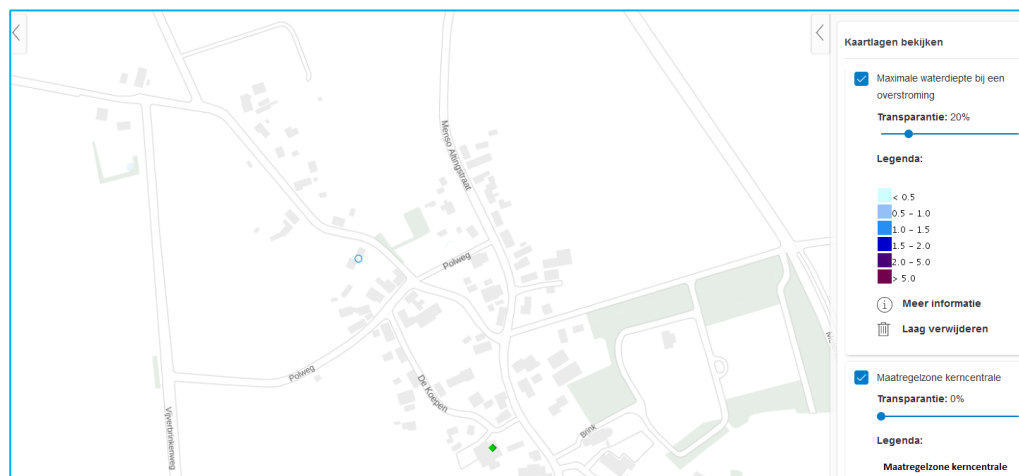 Kaartlagen bekijken
Maximale waterdiepte bij een
overstroming
Transparantie: 20%
Legenda:
< 0.5
0.5 – 1.0
1.0 – 1.5
1.5 – 2.0
2.0 – 5.0
> 5.0
Meer informatie
Laag verwijderen
Maatregelzone kerncentrale
Transparantie: 0%
Legenda:
Maatregelzone kerncentrale
Menso Altingstraat
Polweg
Polweg
De Koepen
Brink
Vijverbrinkenweg